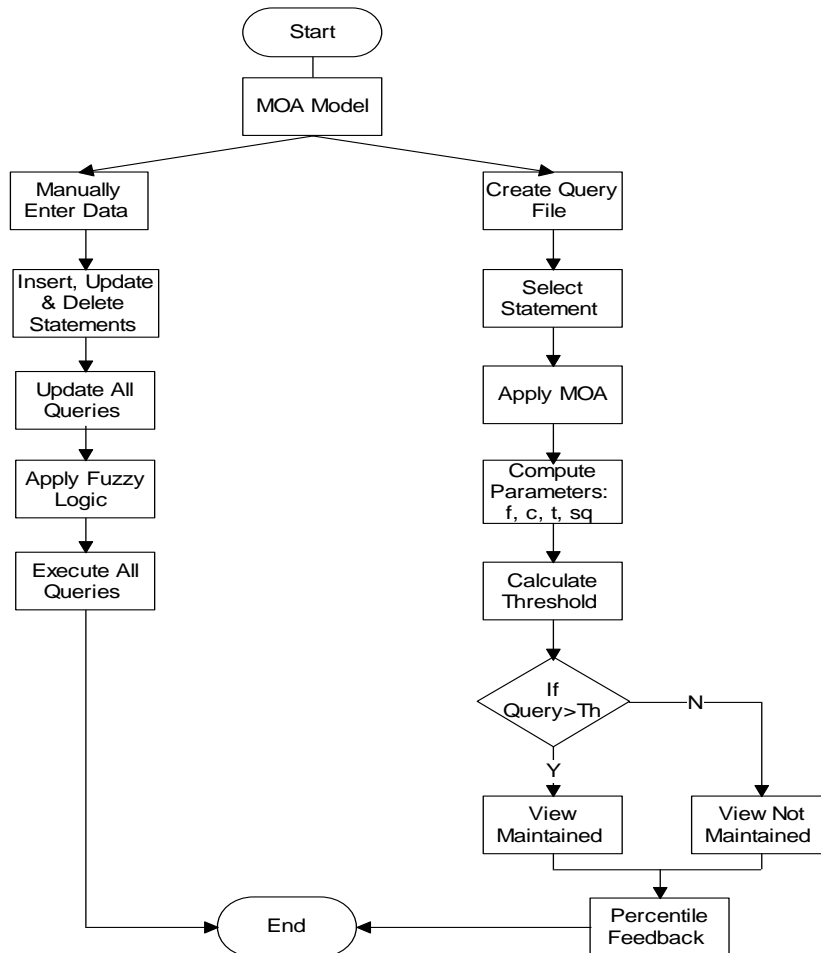 Start
MOA Model
Manually
Enter Data
Insert, Update
& Delete
Statements
Update All
Queries
Apply Fuzzy
Logic
Execute All
Queries
Create Query
File
Select
Statement
Apply MOA
Compute
Parameters:
f, c, t, sq
Calculate
Threshold
If
Query>Th
N
Y
View
Maintained
View Not
Maintained
Percentile
Feedback
End